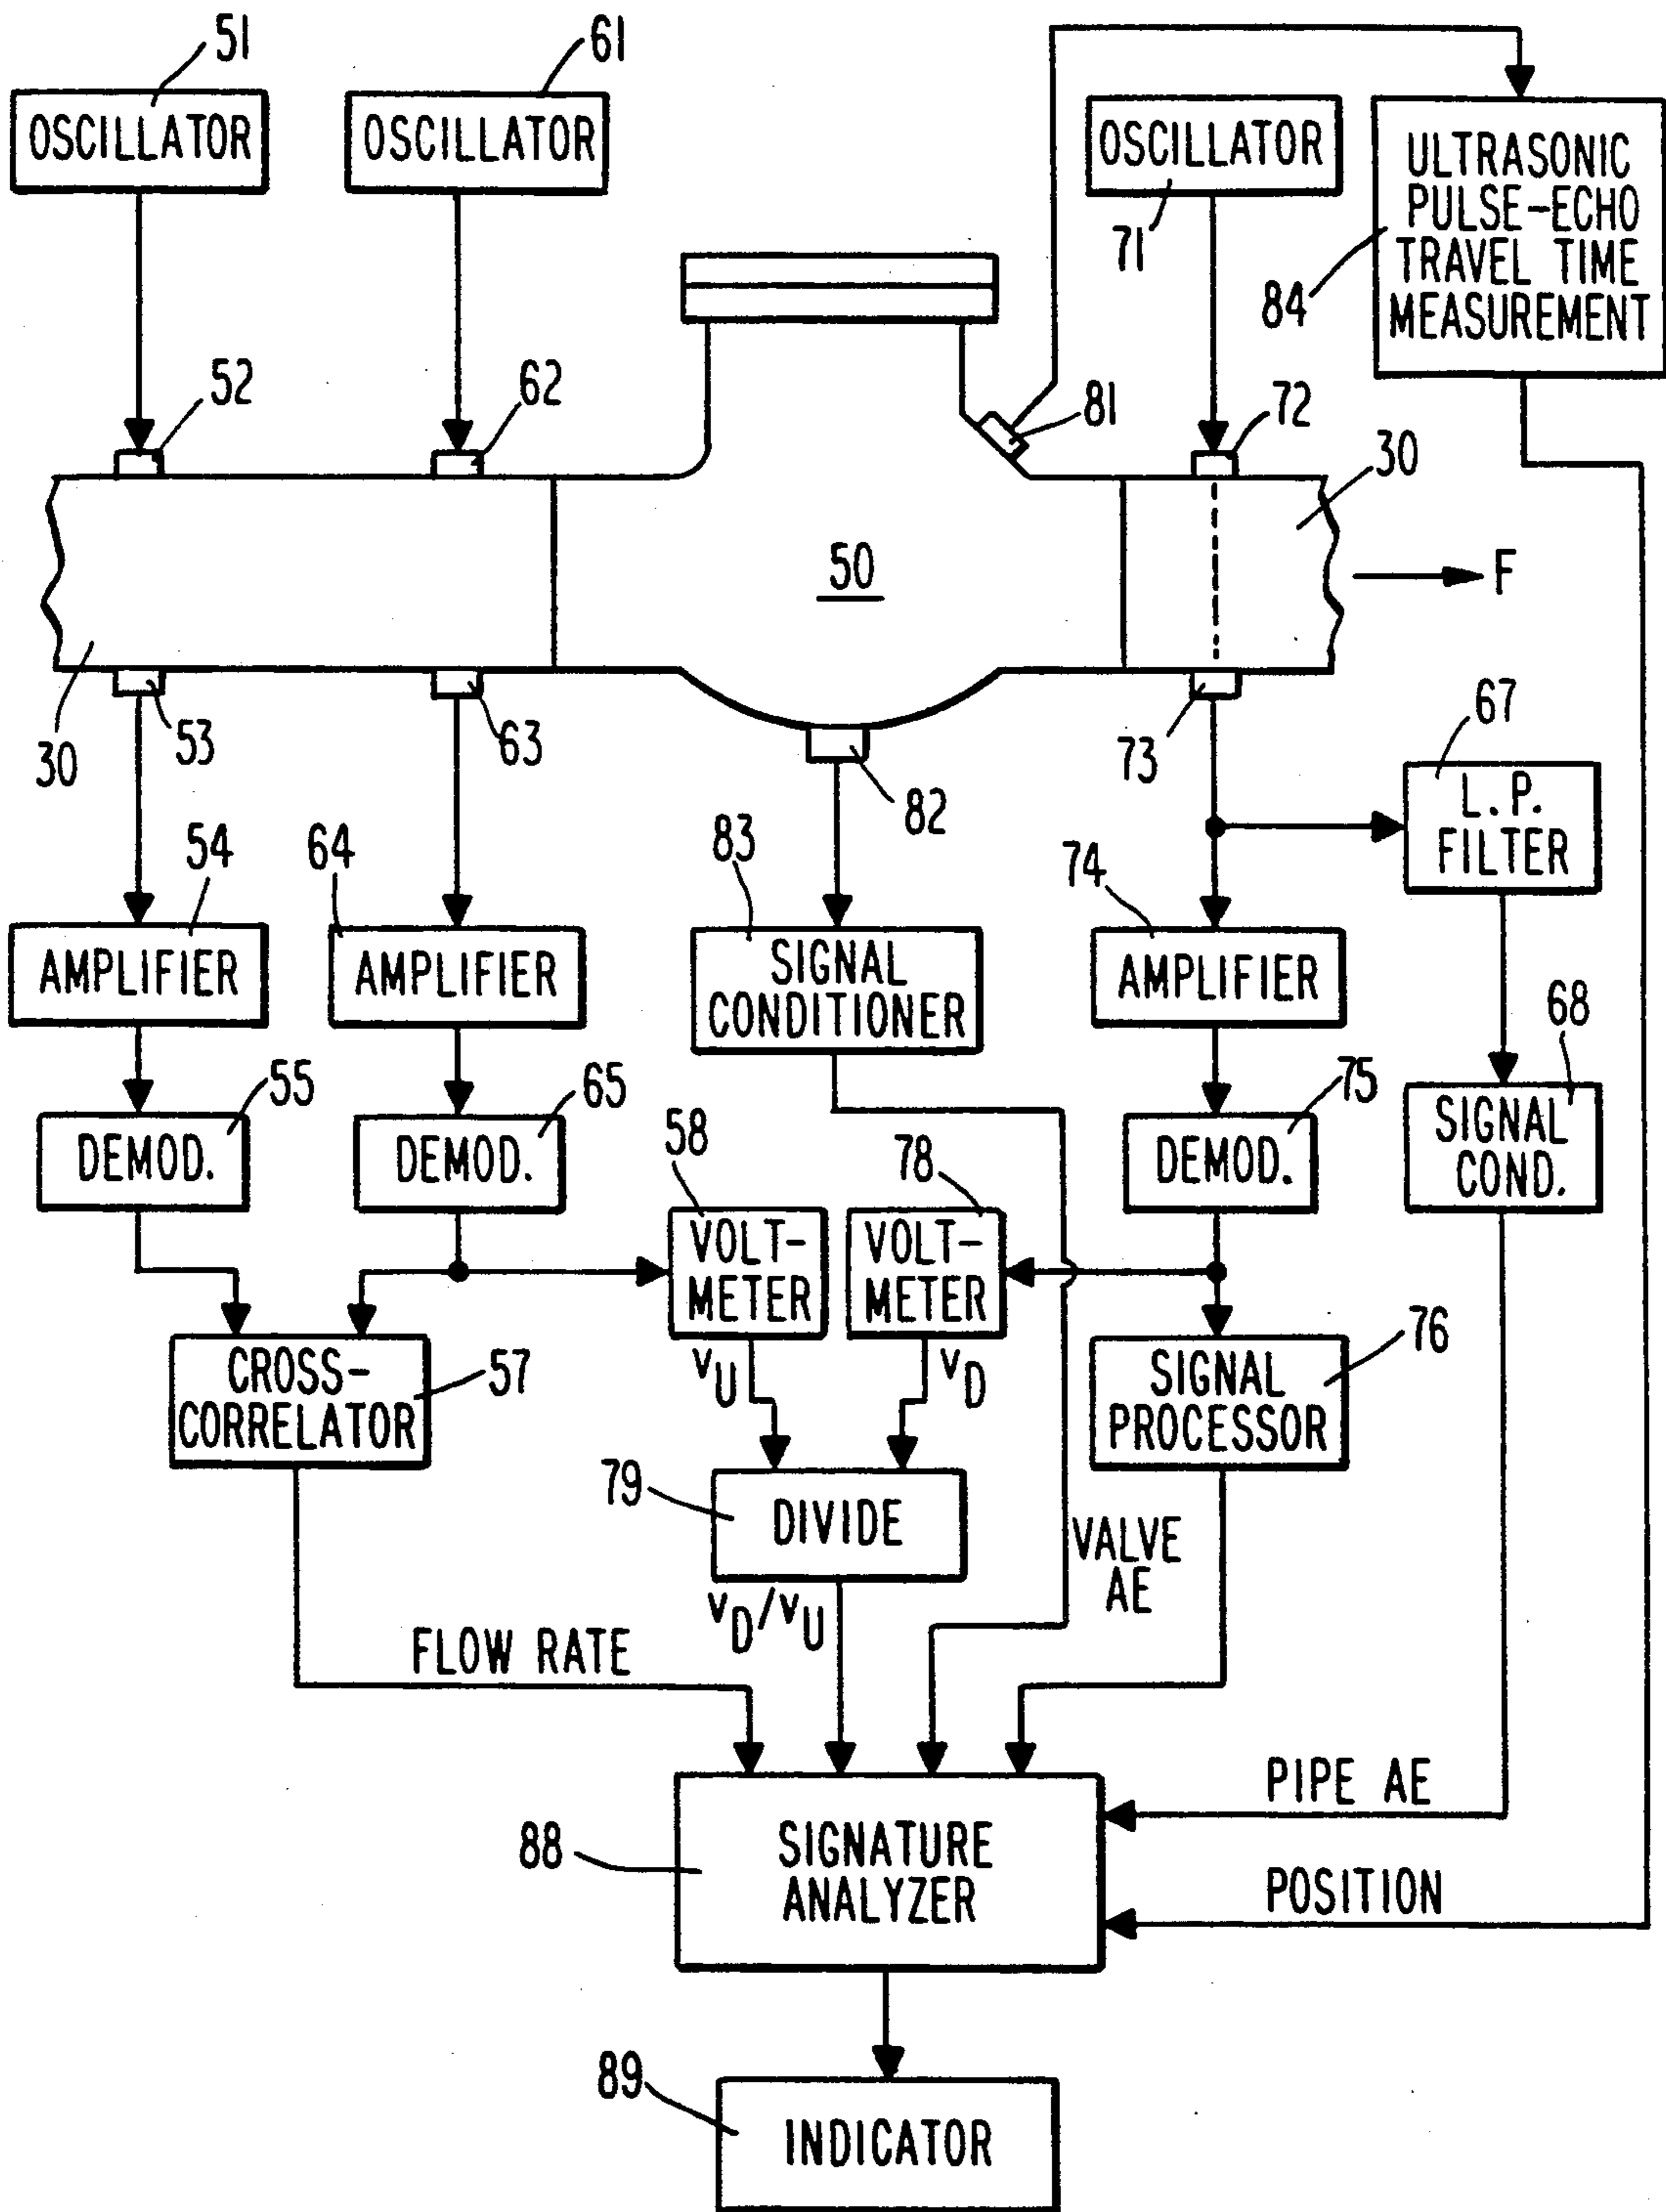 51
61
OSCILLATOR
OSCILLATOR
OSCILLATOR
71
ULTRASONIC
PULSE-ECHO
TRAVEL TIME
MEASUREMENT
84
52
62
81
72
30
50
F
30
53
63
82
73
67
L. P.
FILTER
54
64
83
74
AMPLIFIER
AMPLIFIER
SIGNAL
CONDITIONER
AMPLIFIER
68
55
65
58
78
75
DEMOD.
DEMOD.
DEMOD.
SIGNAL
COND.
VOLT-
METER
VOLT-
METER
76
CROSS-
CORRELATOR
57
VU
VD
SIGNAL
PROCESSOR
79
DIVIDE
VALVE
AE
VD/VU
FLOW RATE
PIPE AE
88
SIGNATURE
ANALYZER
POSITION
89
INDICATOR